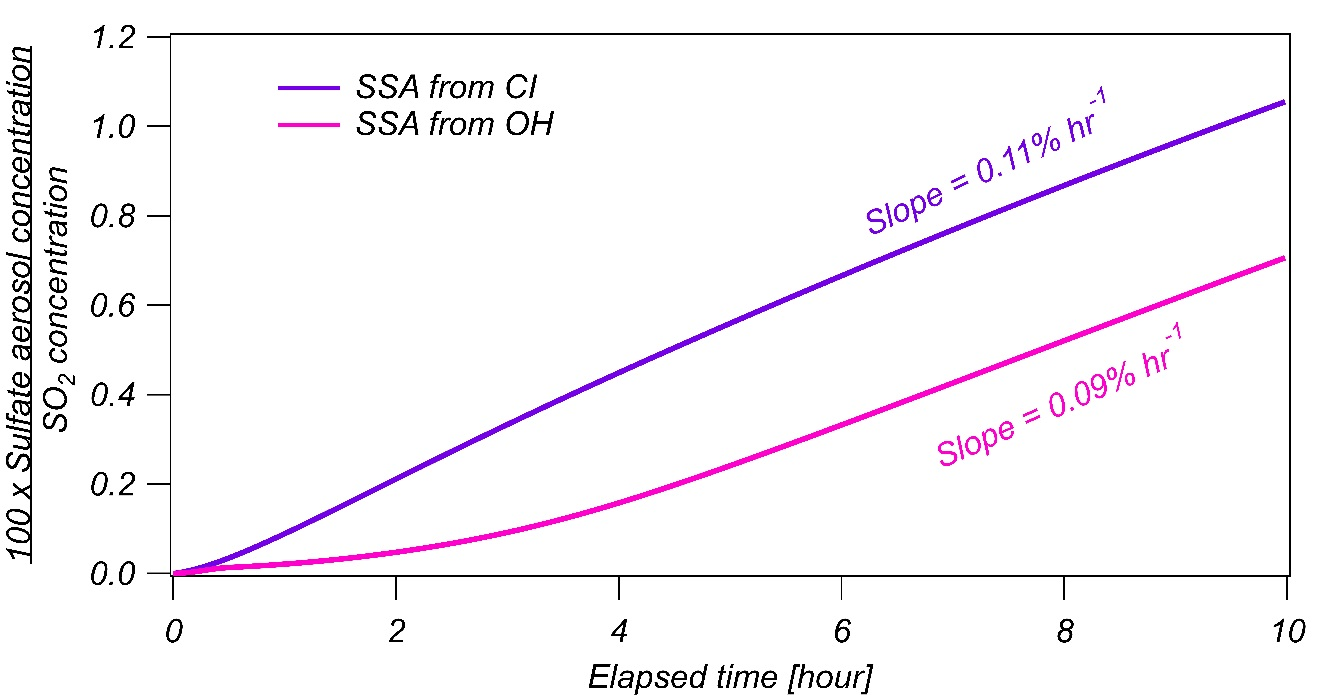 100 x Sulfate aerosol concentration
SO₂ concentration
1.2
1.0
0.8
0.6
0.4
0.2
0.0
SSA from Cl
SSA from OH
Slope = 0.11% hr⁻¹
Slope = 0.09% hr⁻¹
0 2 4 6 8 10
Elapsed time [hour]